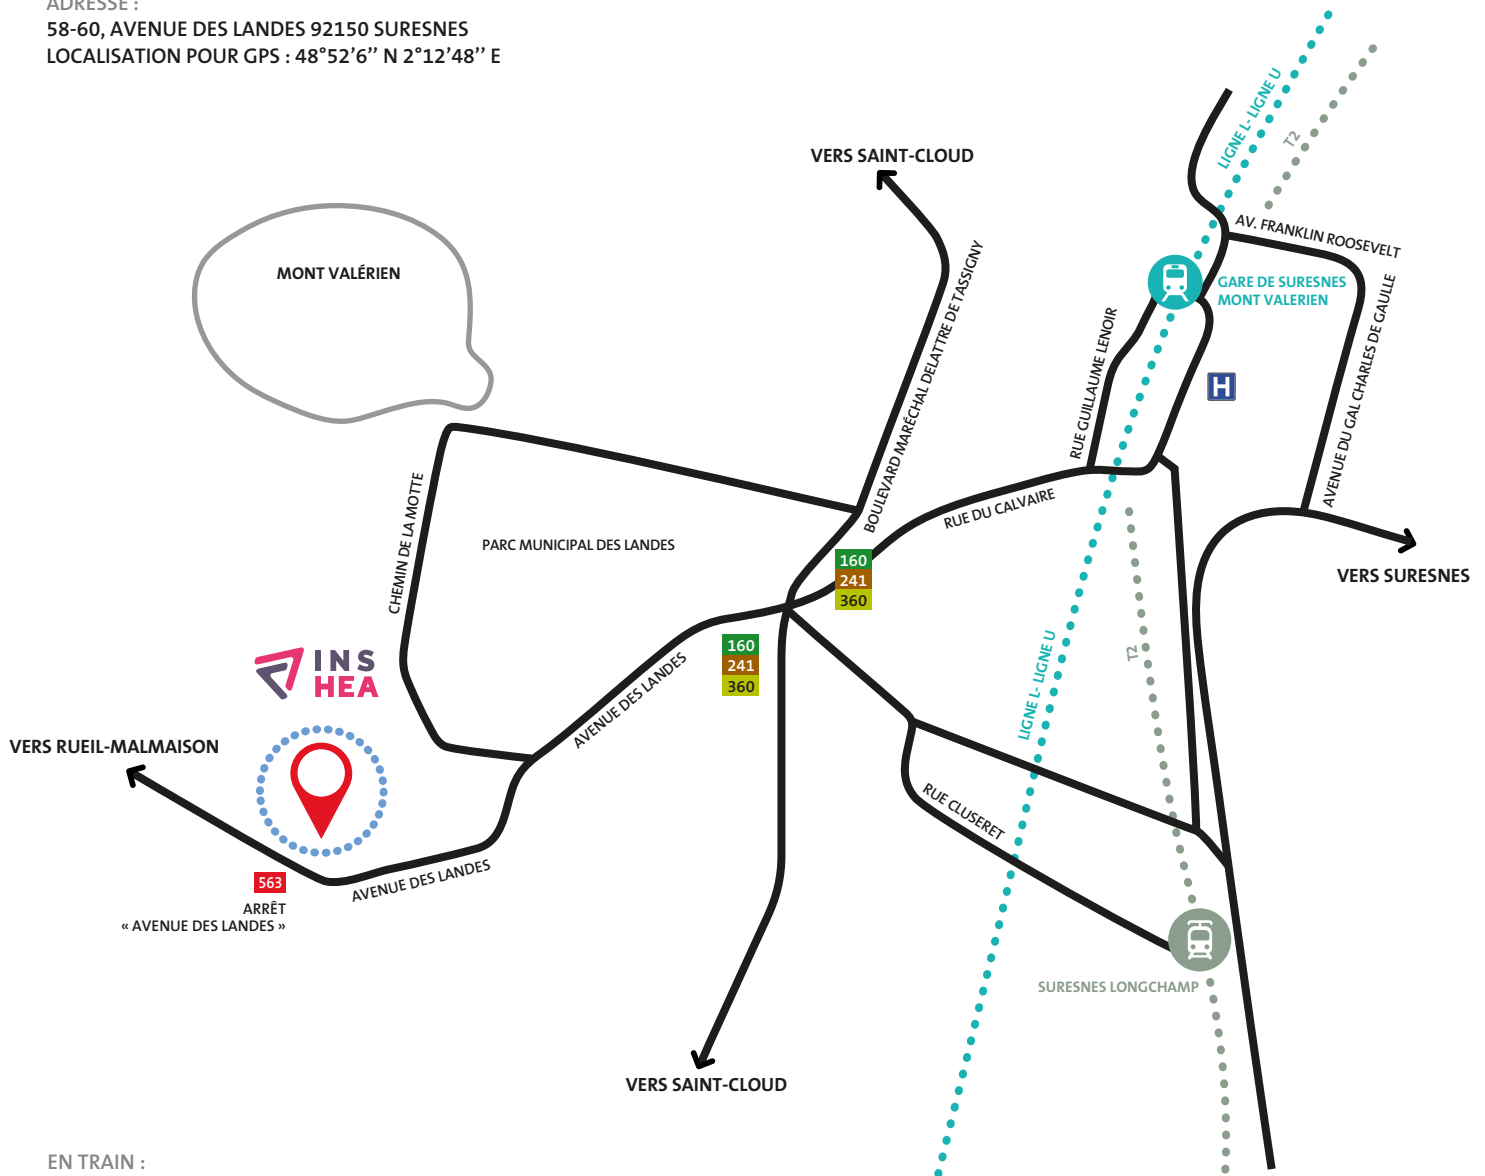 ADRESSE :
58-60, AVENUE DES LANDES 92150 SURESNES
LOCALISATION POUR GPS : 48°52’6’’ N 2°12’48’’ E
LIGNE L- LIGNE U
T2
VERS SAINT-CLOUD
AV. FRANKLIN ROOSEVELT
MONT VALÉRIEN
GARE DE SURESNES
MONT VALERIEN
BOULEVARD MARÉCHAL DELATTRE DE TASSIGNY
RUE GUILLAUME LENOIR
AVENUE DU GAL CHARLES DE GAULLE
H
CHEMIN DE LA MOTTE
RUE DU CALVAIRE
PARC MUNICIPAL DES LANDES
160
241
360
VERS SURESNES
160
241
360
INS
HEA
AVENUE DES LANDES
LIGNE L- LIGNE U
T2
VERS RUEIL-MALMAISON
RUE CLUSERET
563
ARRÊT
« AVENUE DES LANDES »
AVENUE DES LANDES
SURESNES LONGCHAMP
VERS SAINT-CLOUD
EN TRAIN :